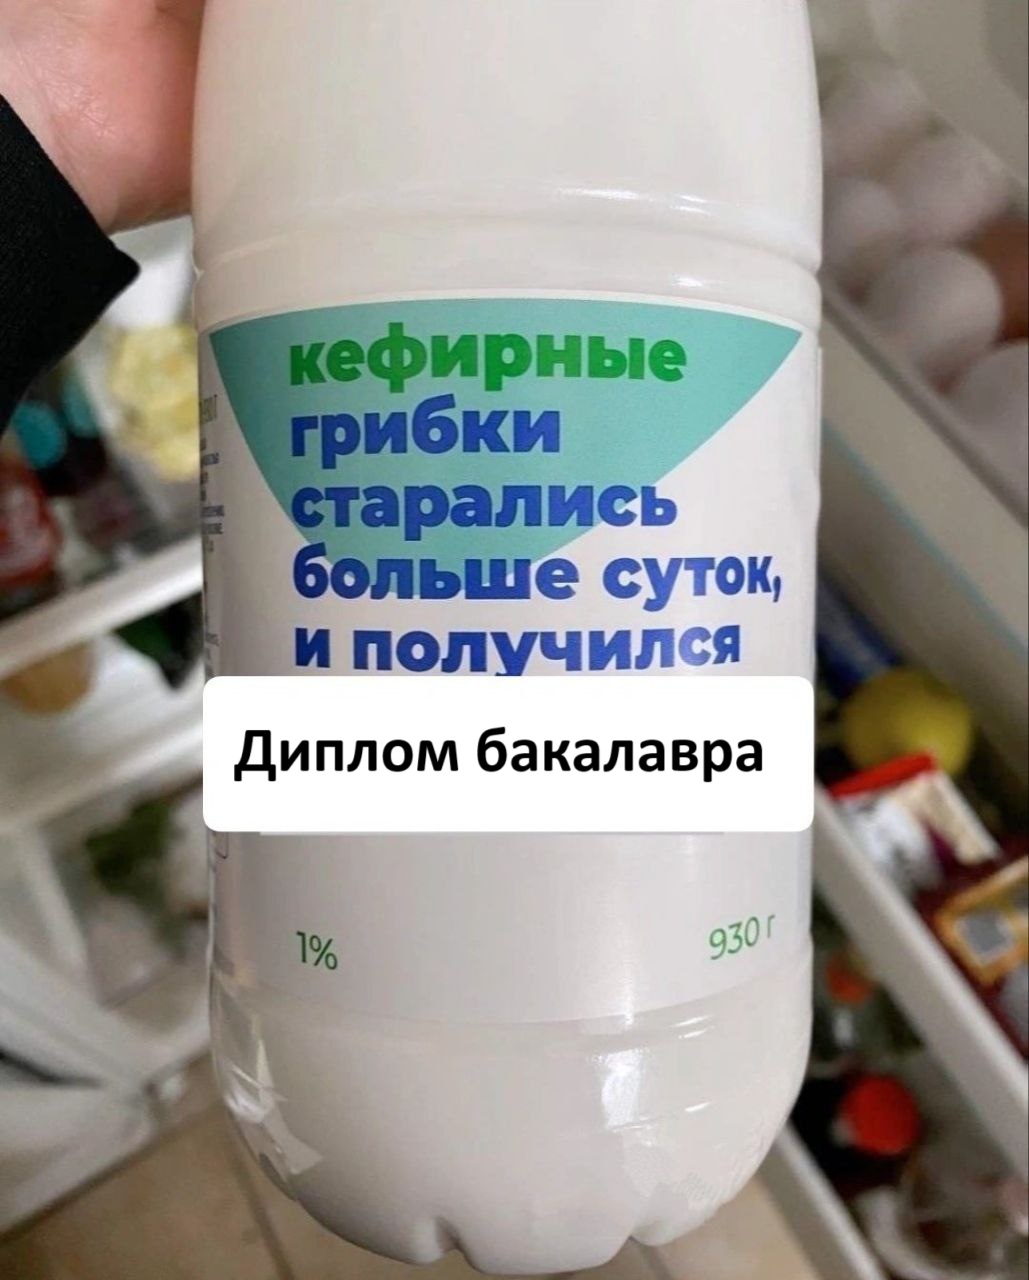 кефирные
грибки
старались
больше суток,
и получился
Диплом бакалавра
1%
930 г